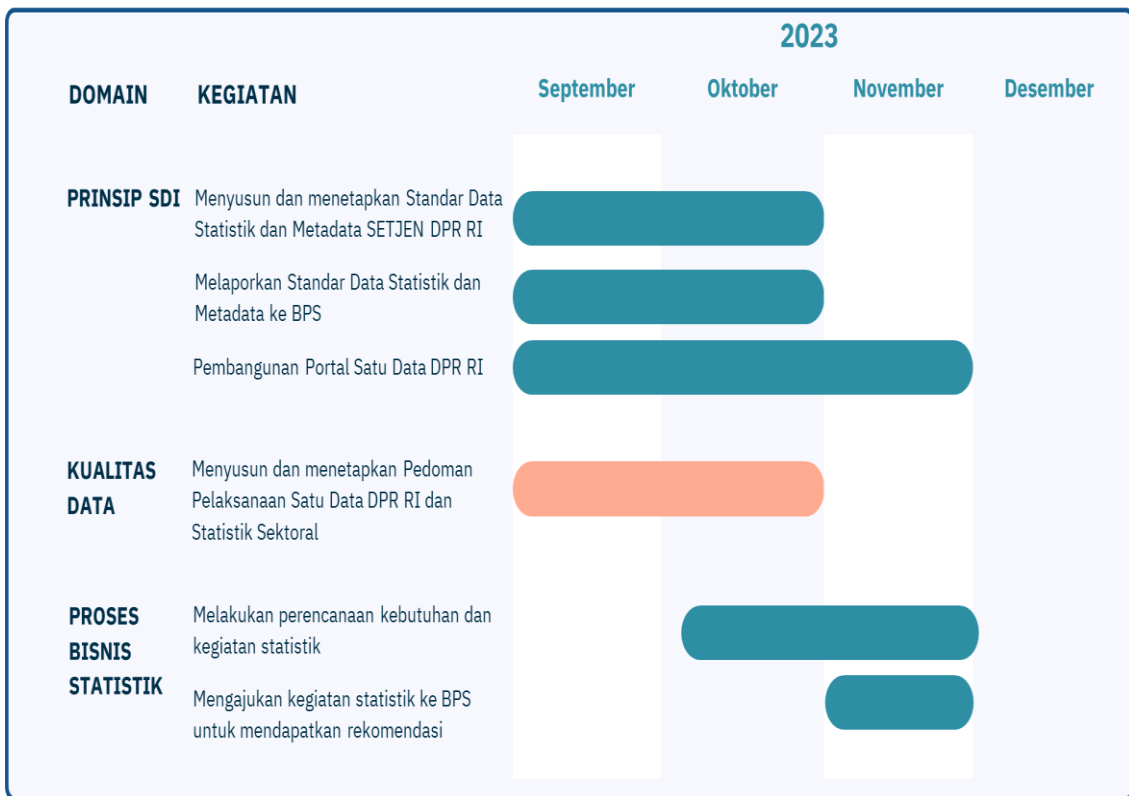 2023
DOMAIN KEGIATAN September Oktober November Desember
PRINSIP SDI Menyusun dan menetapkan Standar Data
Statistik dan Metadata SETJEN DPR RI
Melaporkan Standar Data Statistik dan
Metadata ke BPS
Pembangunan Portal Satu Data DPR RI
KUALITAS
DATA
Menyusun dan menetapkan Pedoman
Pelaksanaan Satu Data DPR RI dan
Statistik Sektoral
PROSES
BISNIS
STATISTIK
Melakukan perencanaan kebutuhan dan
kegiatan statistik
Mengajukan kegiatan statistik ke BPS
untuk mendapatkan rekomendasi